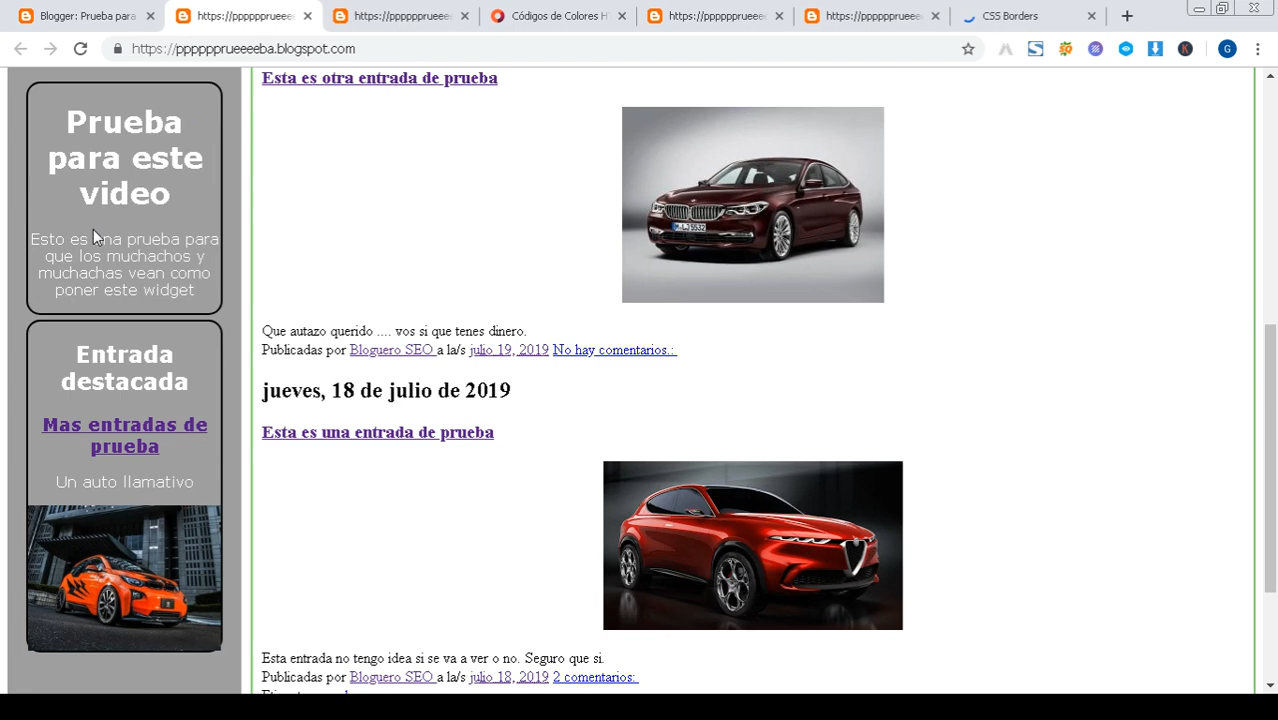 Blogger: Prueba para
https://ppppppprueeee
https://ppppppprueeee
Códigos de Colores H
https://ppppppprueeee
https://ppppppprueeee
CSS Borders
https://ppppppprueeeeba.blogspot.com
G
Prueba
para este
video
Esto es una prueba para
que los muchachos y
muchachas vean como
poner este widget
Entrada
destacada
Mas entradas de
prueba
Un auto llamativo
Esta es otra entrada de prueba
Que autazo querido .... vos si que tenes dinero.
Publicadas por Bloguero SEO a la/s julio 19, 2019 No hay comentarios.:
jueves, 18 de julio de 2019
Esta es una entrada de prueba
Esta entrada no tengo idea si se va a ver o no. Seguro que si.
Publicadas por Bloguero SEO a la/s julio 18, 2019 2 comentarios: